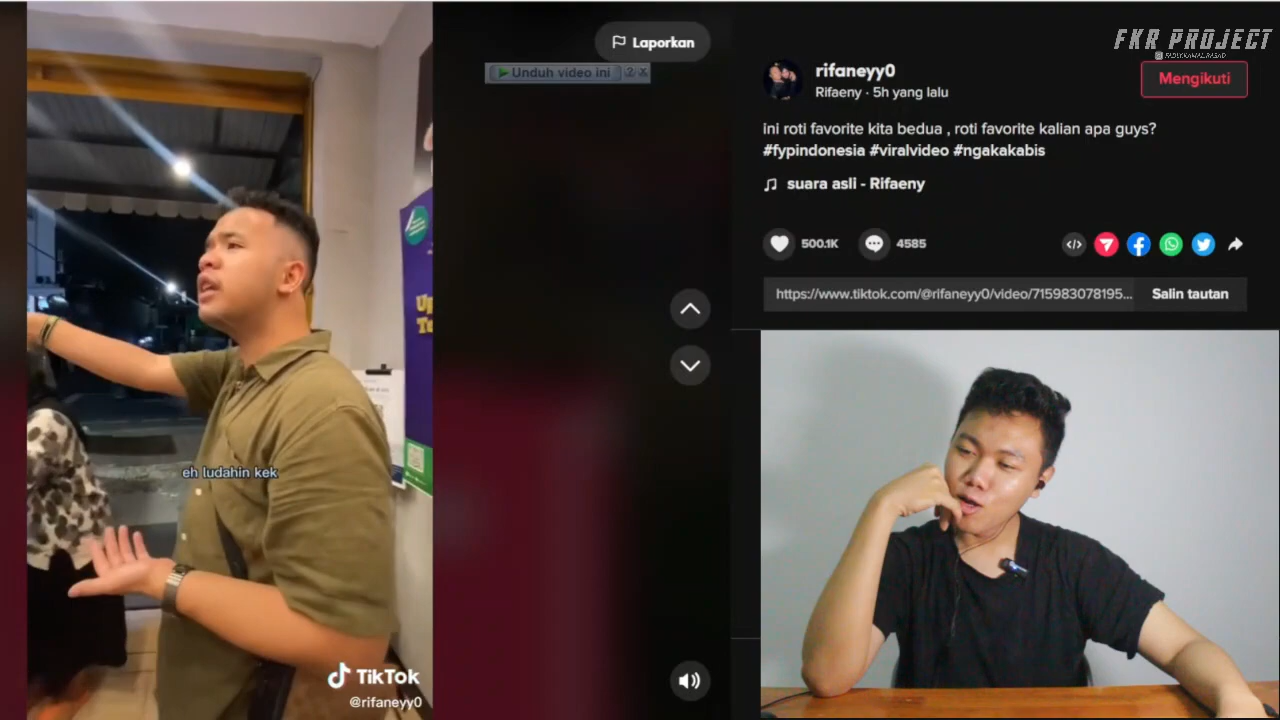 FKR PROJECT
Laporkan
Unduh video ini
?
X
rifaneyy0
Rifaeny · 5h yang lalu
Mengikuti
ini roti favorite kita bedua , roti favorite kalian apa guys?
#fypindonesia #viralvideo #ngakakabis
suara asli - Rifaeny
500.1K
4585
https://www.tiktok.com/@rifaneyy0/video/715983078195...
Salin tautan
eh ludahin kek
TikTok
@rifaneyy0